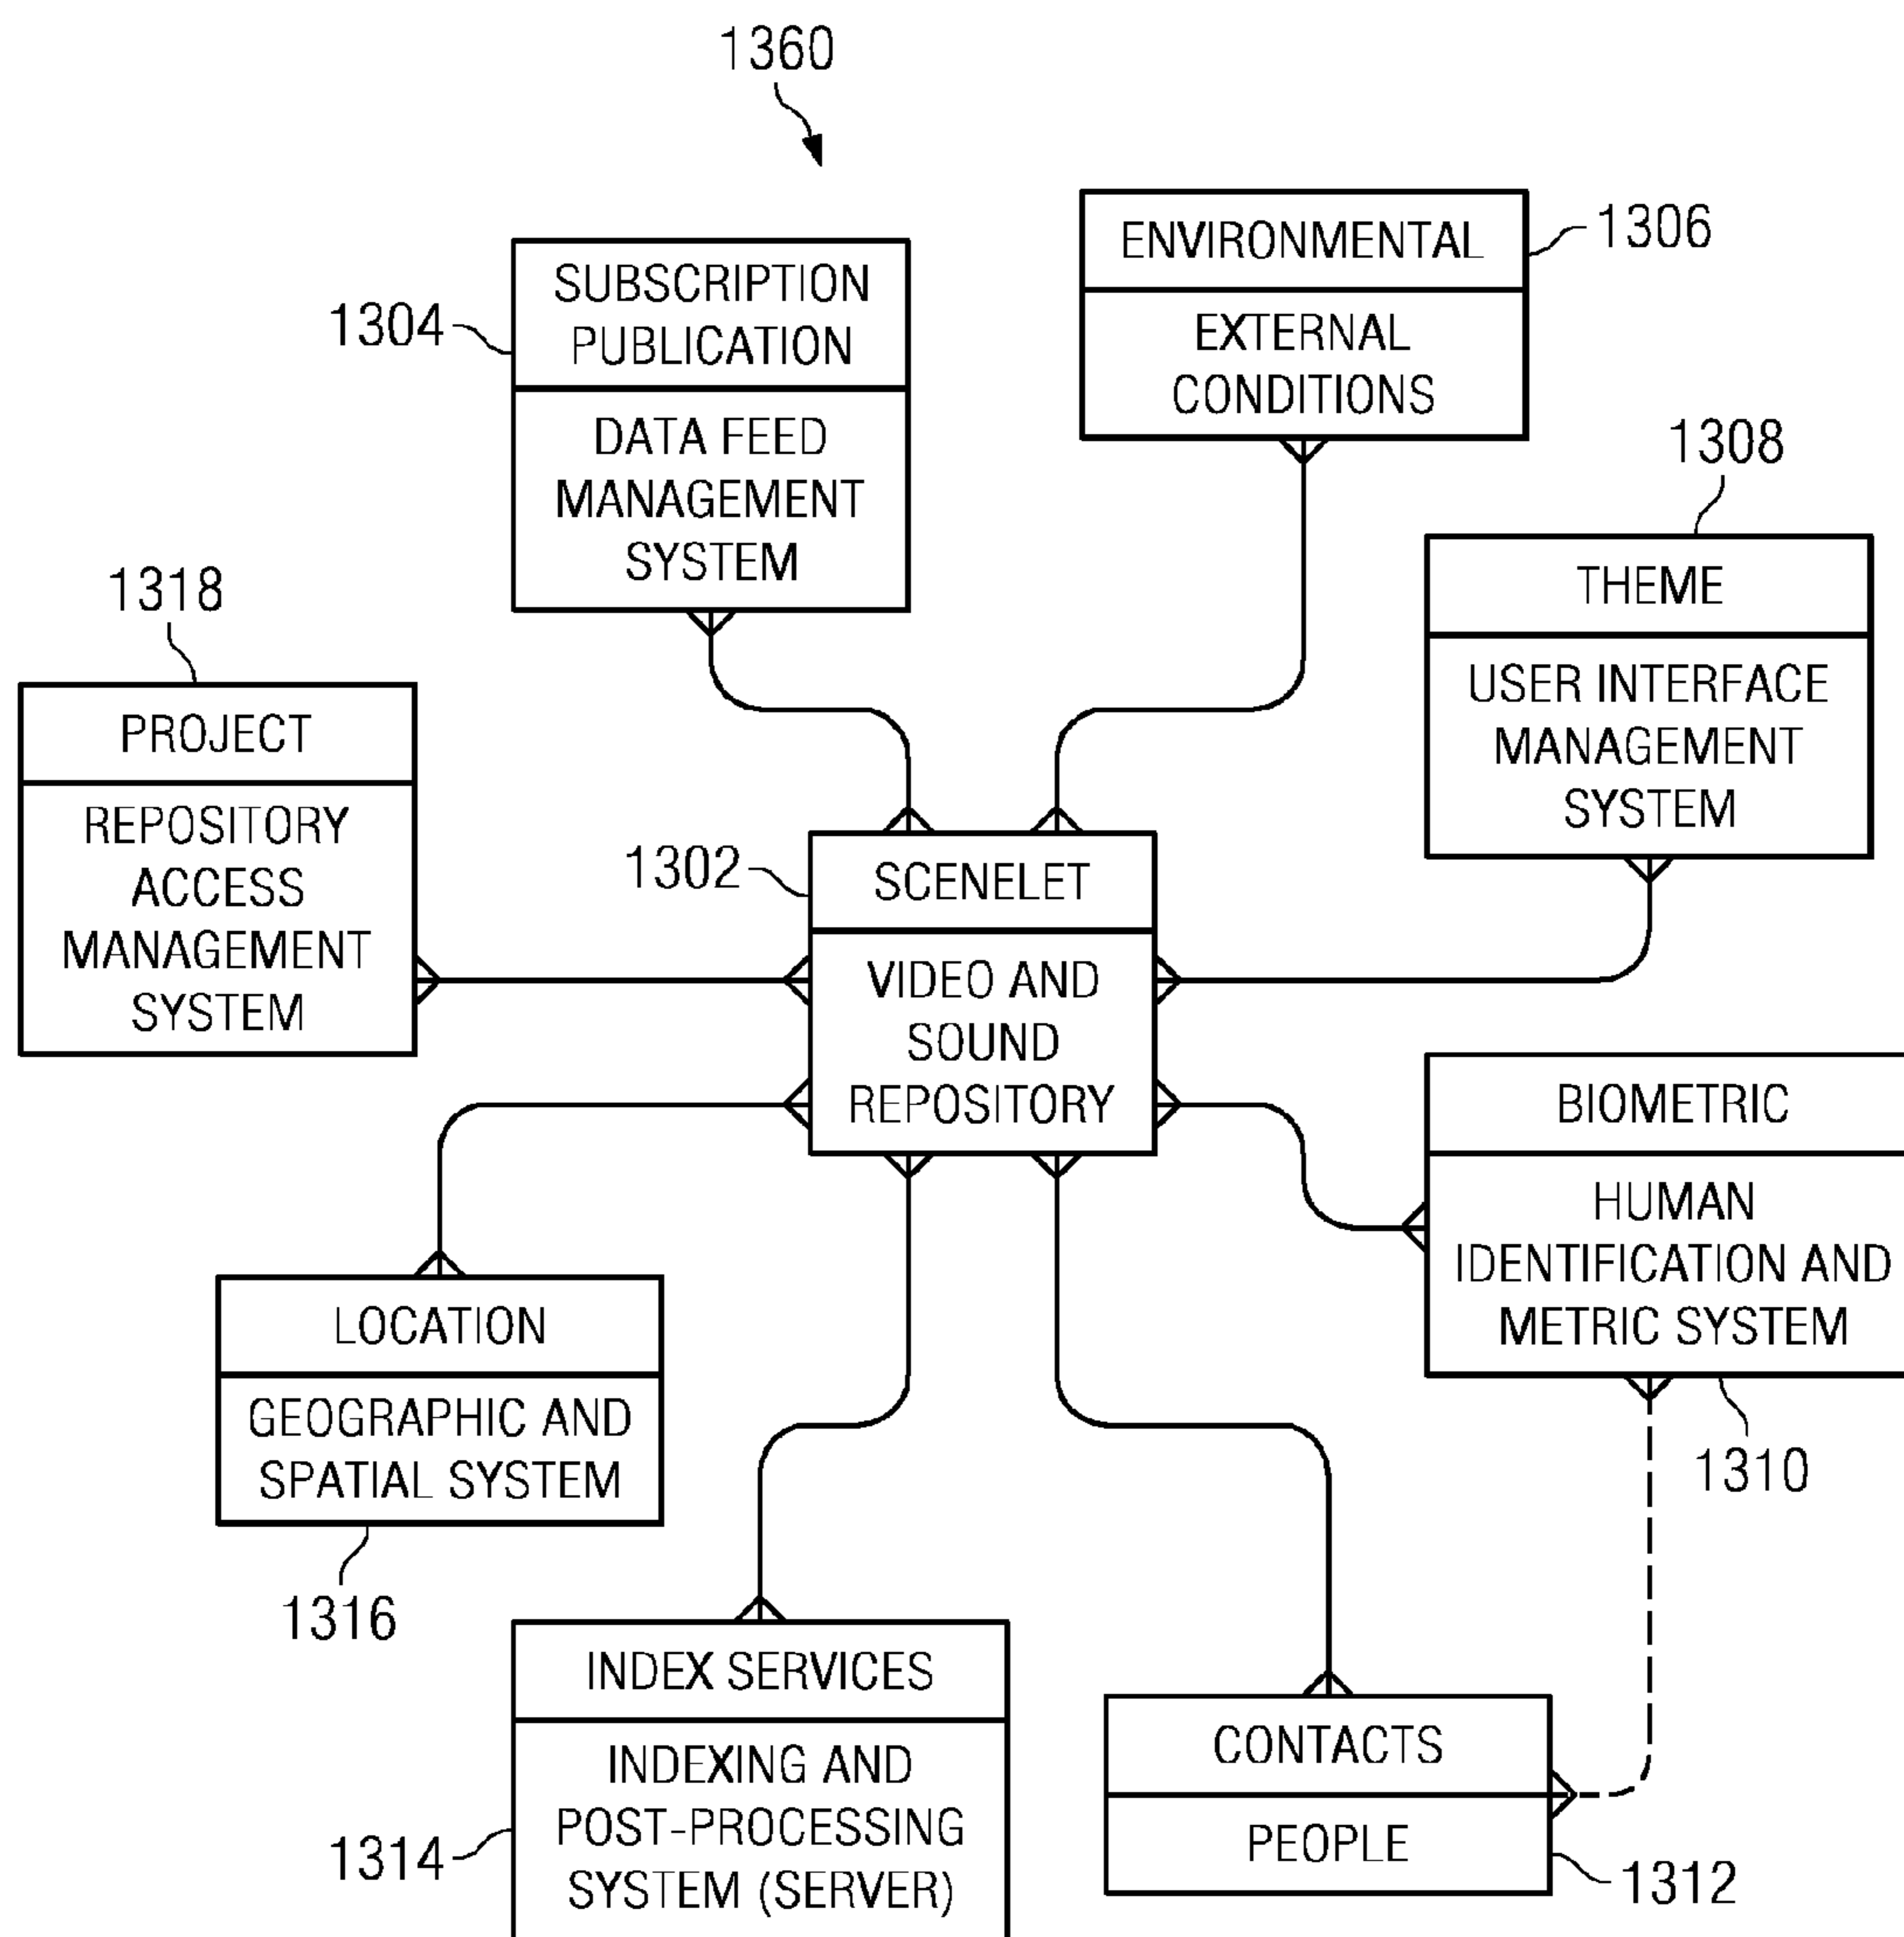 1360
1304
SUBSCRIPTION
PUBLICATION
DATA FEED
MANAGEMENT
SYSTEM
ENVIRONMENTAL
EXTERNAL
CONDITIONS
1306
1308
THEME
USER INTERFACE
MANAGEMENT
SYSTEM
1318
PROJECT
REPOSITORY
ACCESS
MANAGEMENT
SYSTEM
1302
SCENELET
VIDEO AND
SOUND
REPOSITORY
BIOMETRIC
HUMAN
IDENTIFICATION AND
METRIC SYSTEM
1310
LOCATION
GEOGRAPHIC AND
SPATIAL SYSTEM
1316
INDEX SERVICES
INDEXING AND
POST-PROCESSING
SYSTEM (SERVER)
1314
CONTACTS
PEOPLE
1312